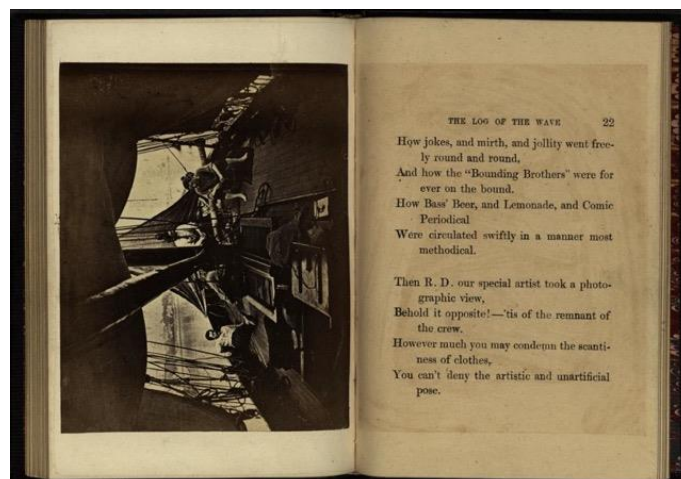 THE LOG OF THE WAVE 22
How jokes, and mirth, and jollity went free-
ly round and round,
And how the "Bounding Brothers" were for
ever on the bound.
How Bass' Beer, and Lemonade, and Comic
Periodical
Were circulated swiftly in a manner most
methodical.
Then R. D. our special artist took a photo-
graphic view,
Behold it opposite!—'tis of the remnant of
the crew.
However much you may condemn the scanti-
ness of clothes,
You can't deny the artistic and unartificial
pose.